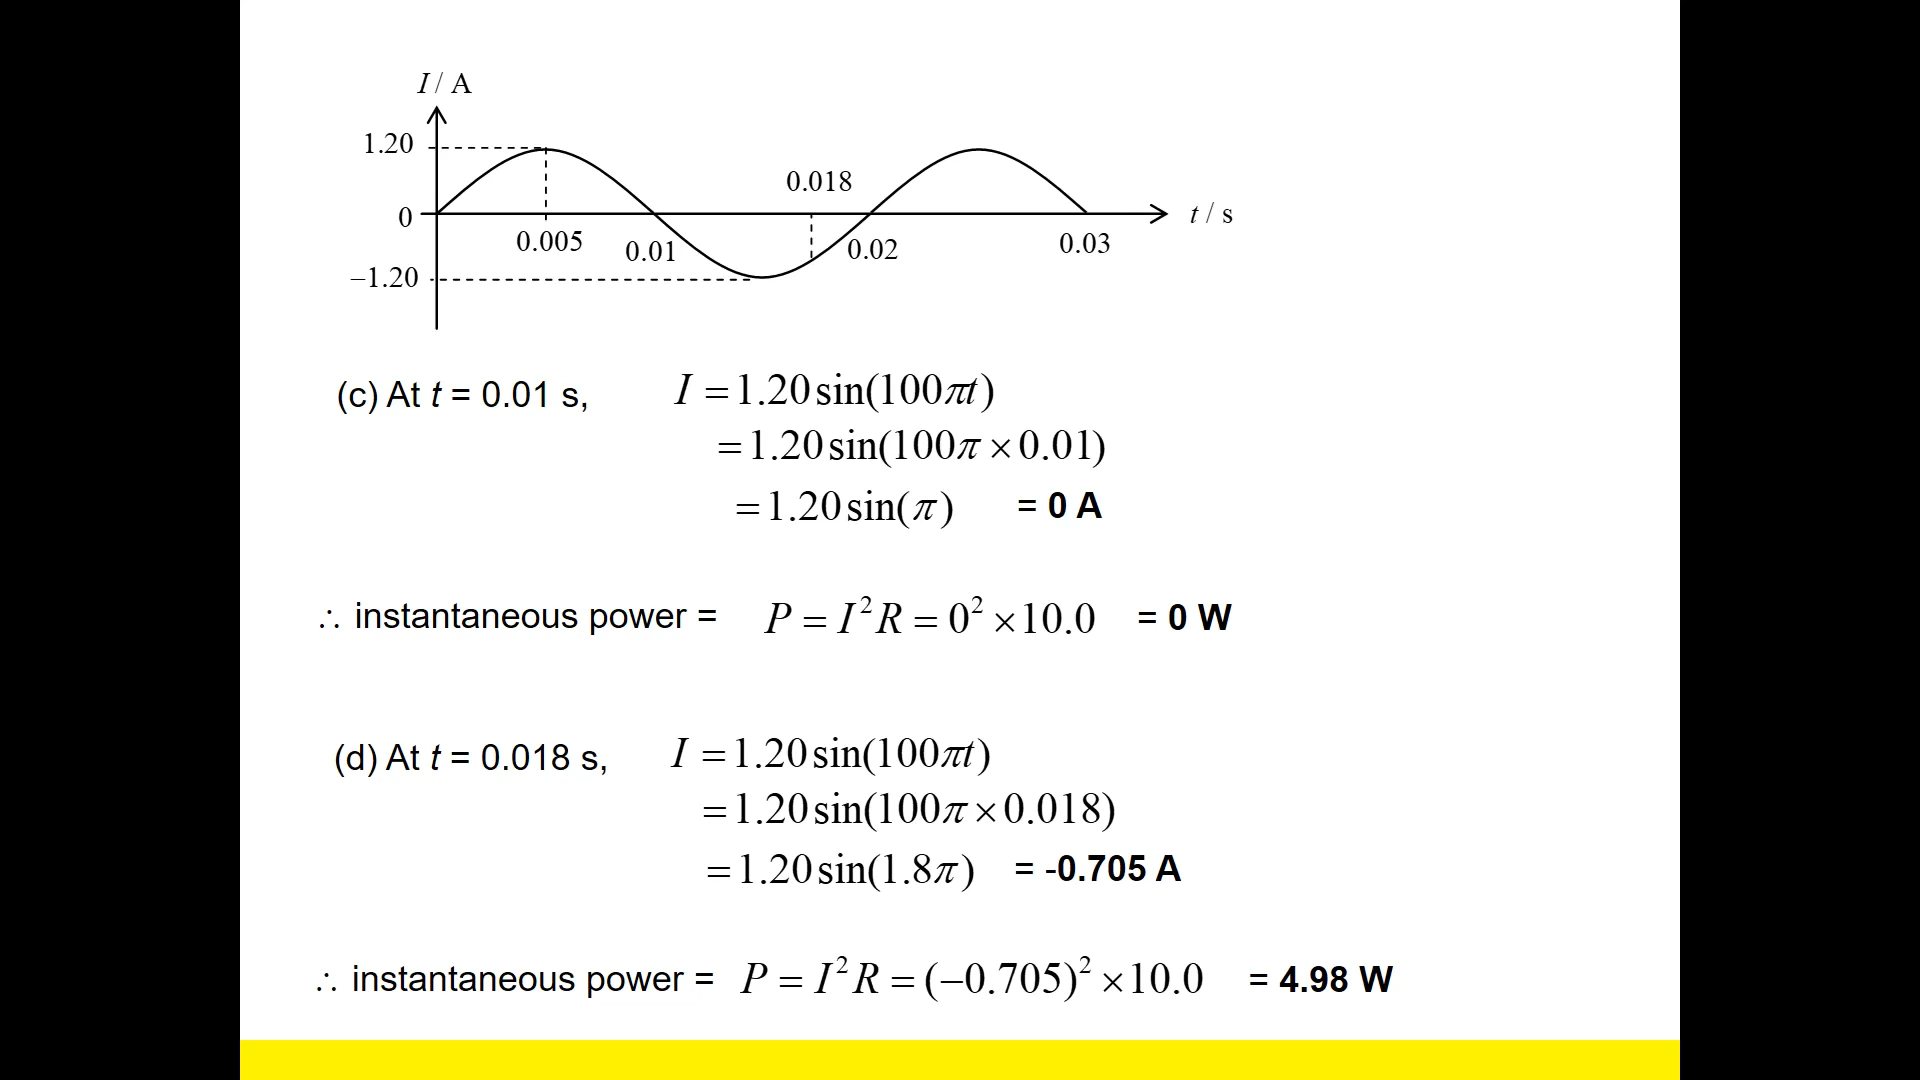 I / A
1.20
0.018
0
t / s
0.005
0.01
0.02
0.03
–1.20
(c) At t = 0.01 s, I = 1.20 sin(100πt)
= 1.20 sin(100π × 0.01)
= 1.20 sin(π) = 0 A
∴ instantaneous power = P = I²R = 0² × 10.0 = 0 W
(d) At t = 0.018 s, I = 1.20 sin(100πt)
= 1.20 sin(100π × 0.018)
= 1.20 sin(1.8π) = -0.705 A
∴ instantaneous power = P = I²R = (−0.705)² × 10.0 = 4.98 W